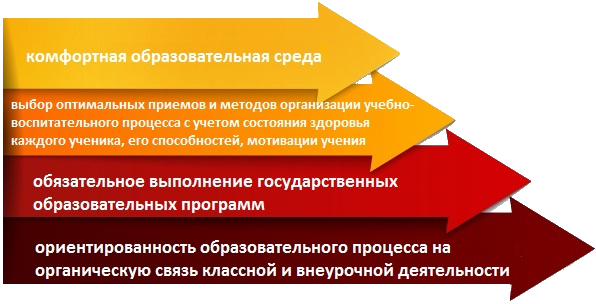 комфортная образовательная среда
выбор оптимальных приемов и методов организации учебно-
воспитательного процесса с учетом состояния здоровья
каждого ученика, его способностей, мотивации учения
обязательное выполнение государственных
образовательных программ
ориентированность образовательного процесса на
органическую связь классной и внеурочной деятельности